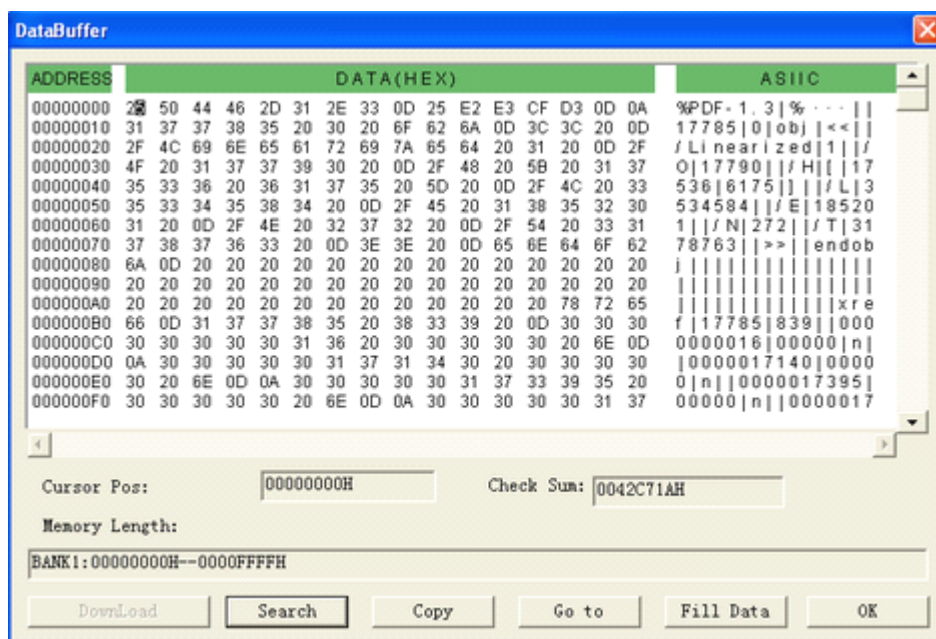 DataBuffer
ADDRESS DATA(HEX) ASIIC
00000000 25 50 44 46 2D 31 2E 33 0D 25 E2 E3 CF D3 0D 0A %PDF-1.3|%····||
00000010 31 37 37 38 35 20 30 20 6F 62 6A 0D 3C 3C 20 0D 17785|0|obj|<<||
00000020 2F 4C 69 6E 65 61 72 69 7A 65 64 20 31 20 0D 2F /Linearized|1||/
00000030 4F 20 31 37 37 39 30 20 0D 2F 48 20 5B 20 31 37 O|17790||/H|[|17
00000040 35 33 36 20 36 31 37 35 20 5D 20 0D 2F 4C 20 33 536|6175|]||/L|3
00000050 35 33 34 35 38 34 20 0D 2F 45 20 31 38 35 32 30 534584||/E|18520
00000060 31 20 0D 2F 4E 20 32 37 32 20 0D 2F 54 20 33 31 1||/N|272||/T|31
00000070 37 38 37 36 33 20 0D 3E 3E 20 0D 65 6E 64 6F 62 78763||>>||endob
00000080 6A 0D 20 20 20 20 20 20 20 20 20 20 20 20 20 20 j|||||||||||||||
00000090 20 20 20 20 20 20 20 20 20 20 20 20 20 20 20 20 ||||||||||||||||
000000A0 20 20 20 20 20 20 20 20 20 20 20 20 20 78 72 65 |||||||||||||xre
000000B0 66 0D 31 37 37 38 35 20 38 33 39 20 0D 30 30 30 f|17785|839||000
000000C0 30 30 30 30 30 31 36 20 30 30 30 30 30 20 6E 0D 0000016|00000|n|
000000D0 0A 30 30 30 30 30 31 37 31 34 30 20 30 30 30 30 |0000017140|0000
000000E0 30 20 6E 0D 0A 30 30 30 30 30 31 37 33 39 35 20 0|n||0000017395|
000000F0 30 30 30 30 30 20 6E 0D 0A 30 30 30 30 30 31 37 00000|n||0000017
Cursor Pos: 00000000H Check Sum: 0042C71AH
Memory Length:
BANK1:00000000H--0000FFFFH
DownLoad Search Copy Go to Fill Data OK